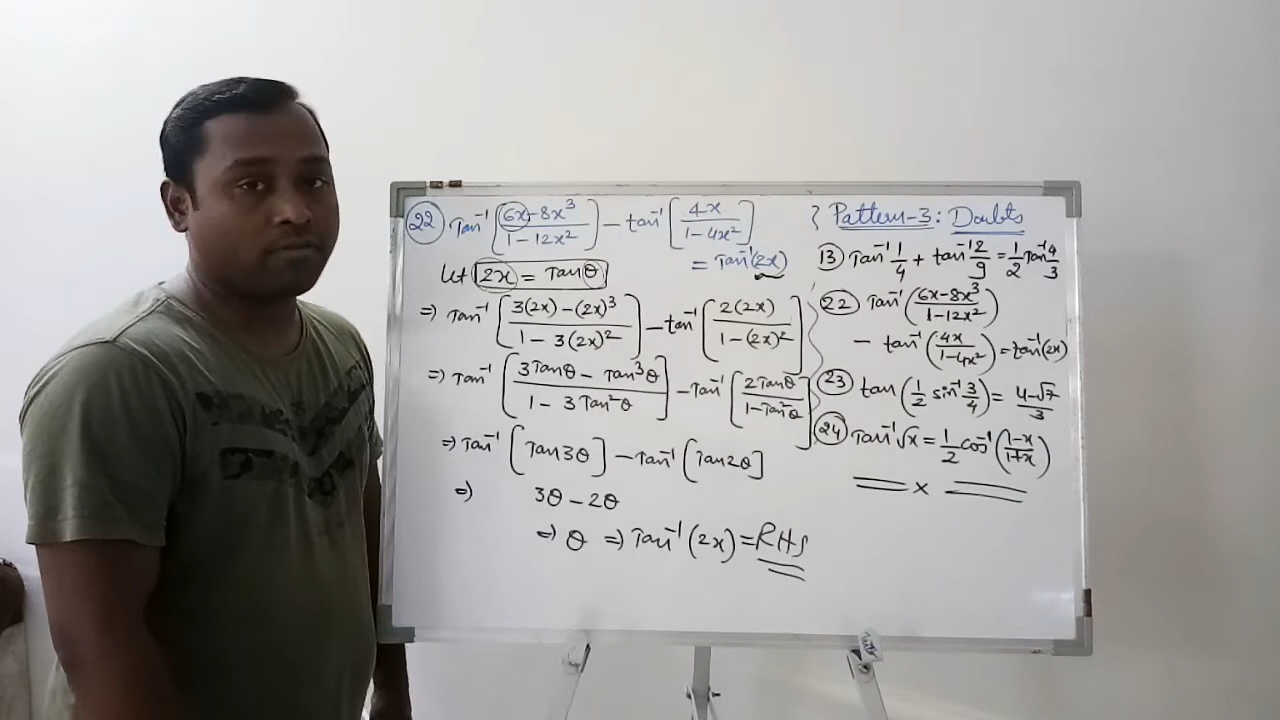 22 Tan⁻¹[6x-8x³/1-12x²] - tan⁻¹[4x/1-4x²]
= Tan⁻¹(2x)
Let 2x = Tanθ
⇒ Tan⁻¹[3(2x)-(2x)³/1-3(2x)²] - tan⁻¹[2(2x)/1-(2x)²]
⇒ Tan⁻¹[3Tanθ - Tan³θ/1-3Tan²θ] - Tan⁻¹[2Tanθ/1-Tan²θ]
⇒ Tan⁻¹[Tan3θ] - Tan⁻¹[Tan2θ]
⇒ 3θ - 2θ
⇒ θ ⇒ Tan⁻¹(2x) = RHS
Pattern-3: Doubts
13) Tan⁻¹ 1/4 + tan⁻¹ 2/9 = 1/2 Tan⁻¹ 4/3
22 Tan⁻¹(6x-8x³/1-12x²)
- tan⁻¹(4x/1-4x²) = tan⁻¹(2x)
23 tan(1/2 sin⁻¹ 3/4) = 4-√7/3
24 Tan⁻¹√x = 1/2 cos⁻¹(1-x/1+x)
x